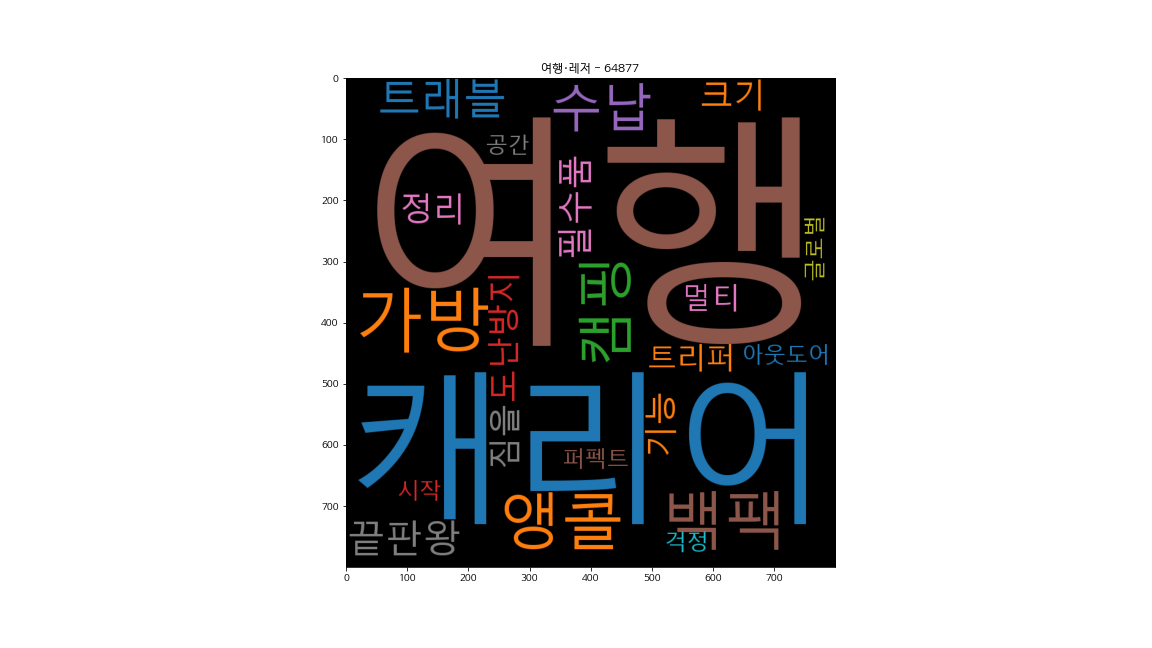 여행·레저 - 64877
0
100
200
300
400
500
600
700
트래블
수납
크기
공간
여행
정리
필수품
글로벌
멀티
가방
도난방지
캠핑
트리퍼
아웃도어
캐리어
짐을
기능
퍼펙트
시작
앵콜
백팩
끝판왕
걱정
0
100
200
300
400
500
600
700